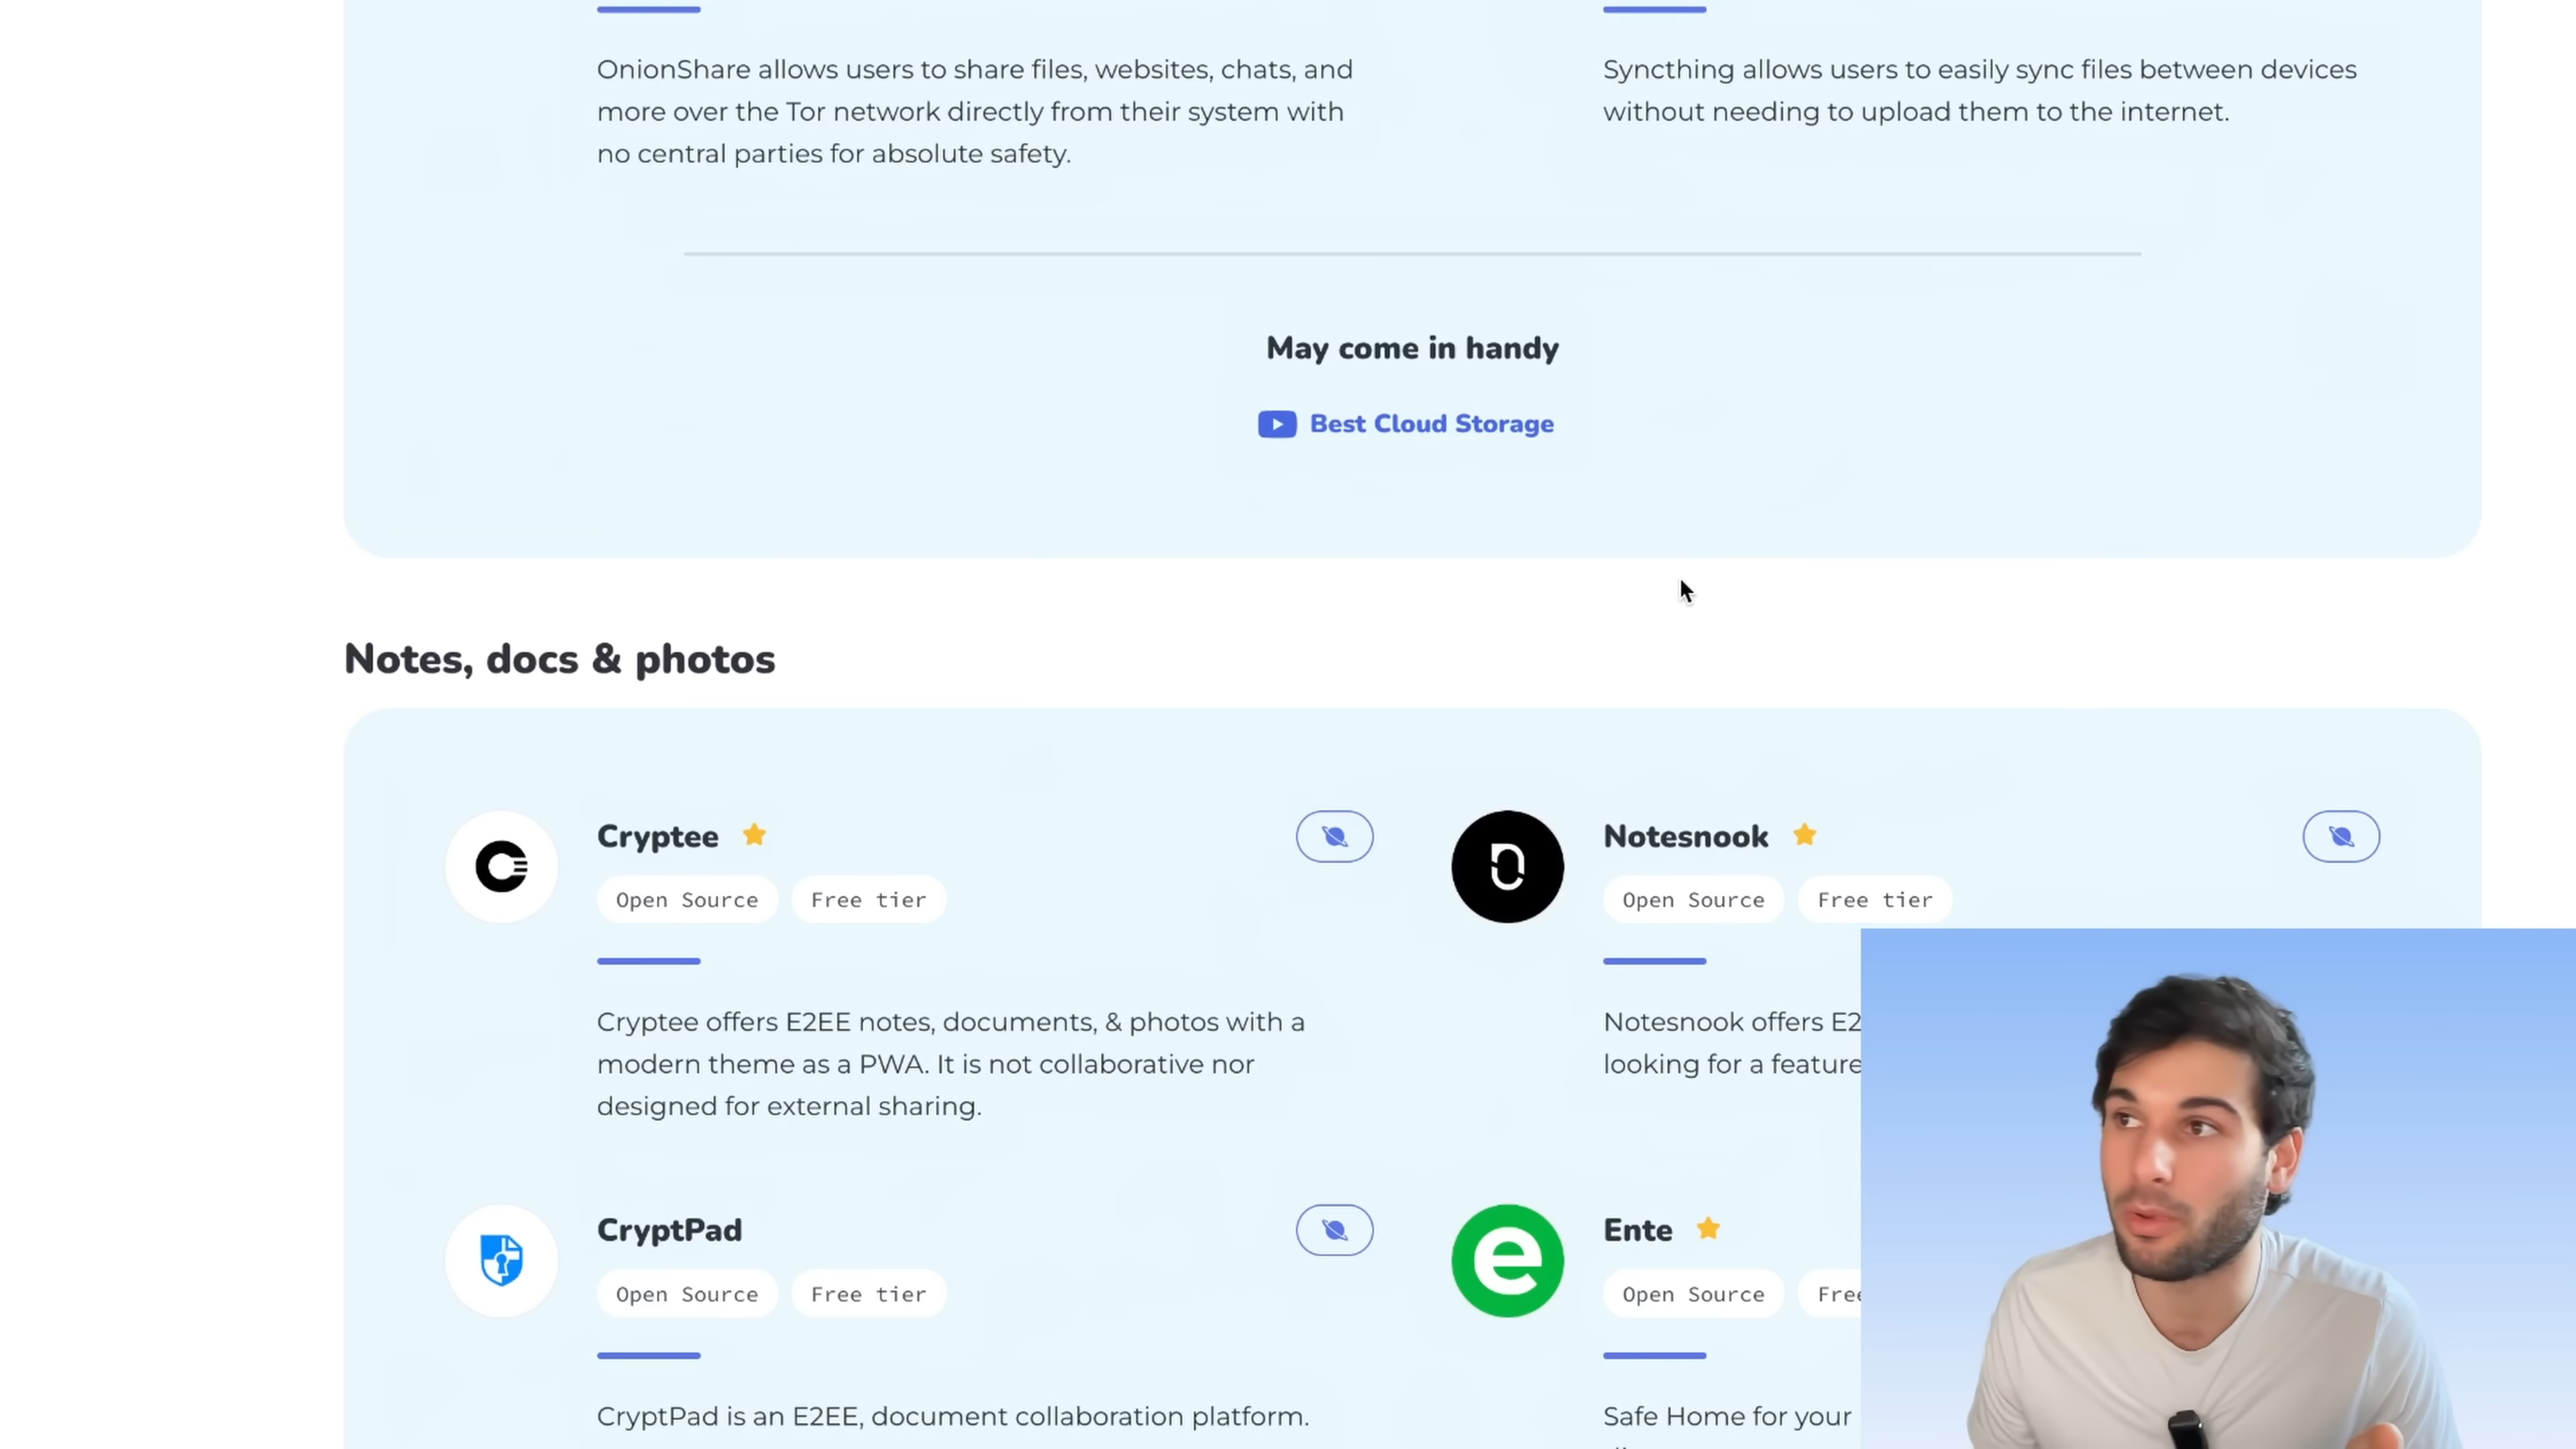 OnionShare allows users to share files, websites, chats, and
more over the Tor network directly from their system with
no central parties for absolute safety.
Syncthing allows users to easily sync files between devices
without needing to upload them to the internet.
May come in handy
Best Cloud Storage
Notes, docs & photos
Cryptee
Open Source Free tier
Cryptee offers E2EE notes, documents, & photos with a
modern theme as a PWA. It is not collaborative nor
designed for external sharing.
Notesnook
Open Source Free tier
Notesnook offers E2
looking for a feature
CryptPad
Open Source Free tier
CryptPad is an E2EE, document collaboration platform.
Ente
Open Source
Safe Home for your